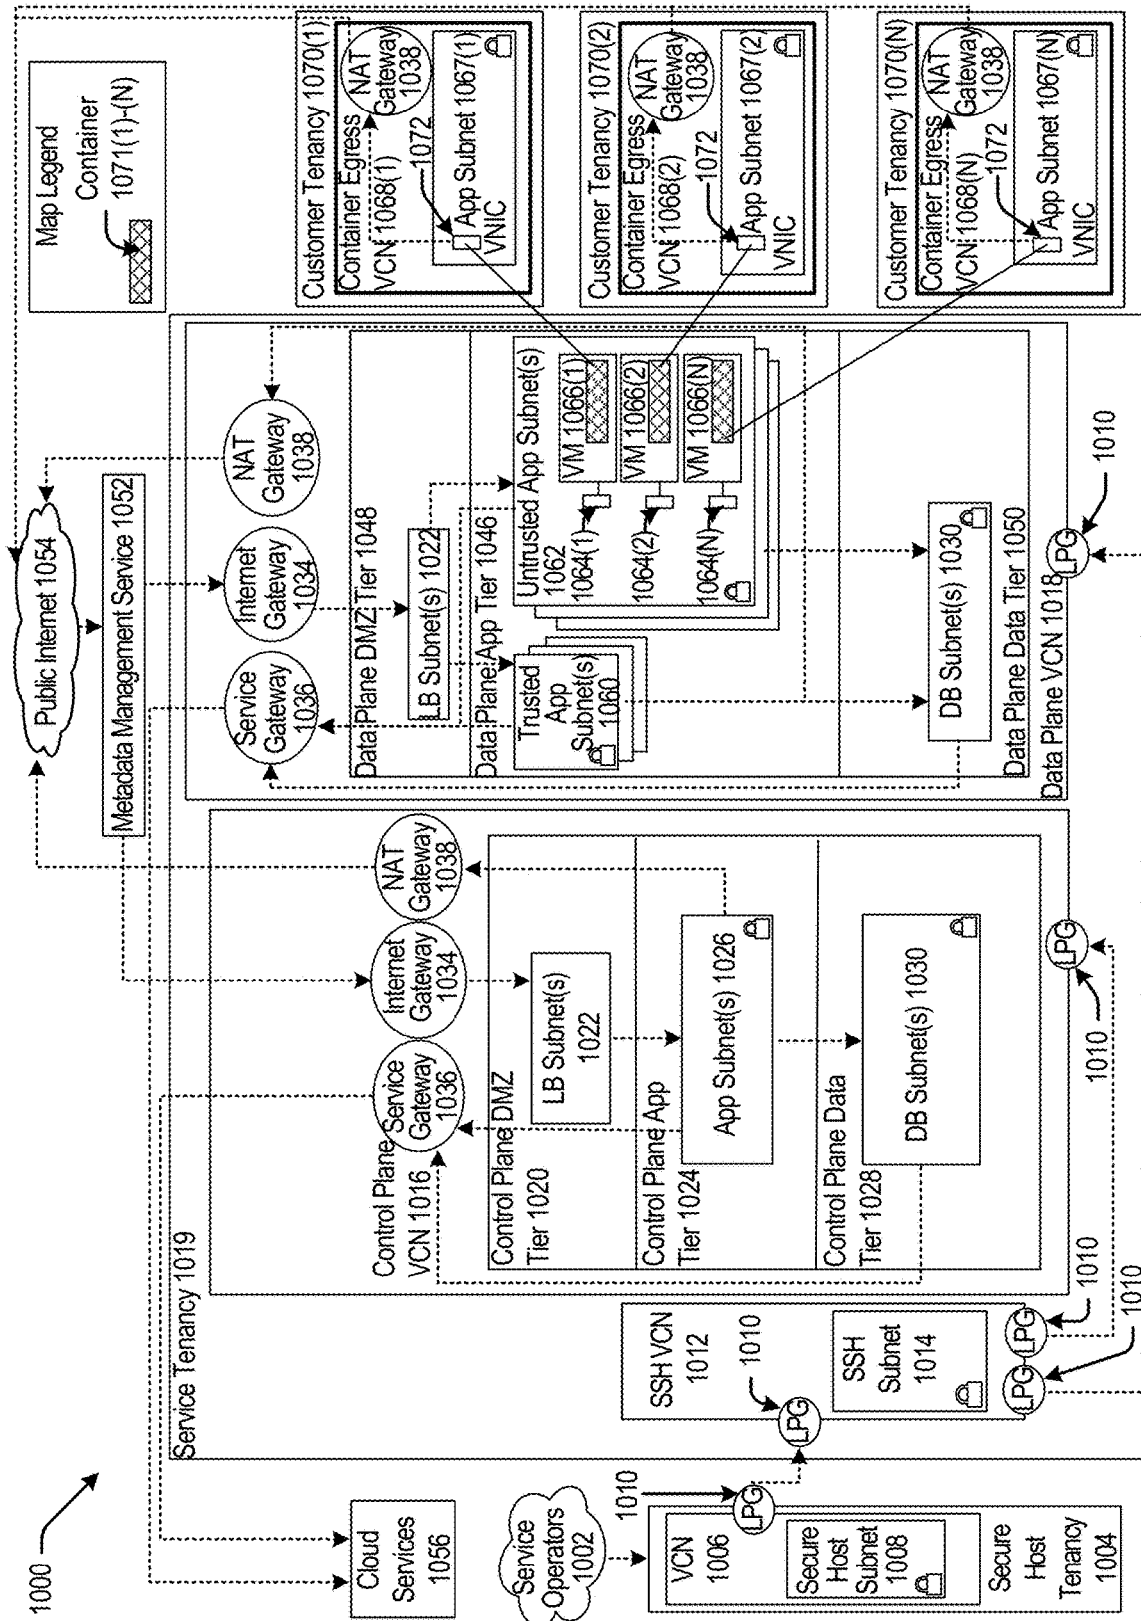 1000
Cloud
Services
1056
Service
Operators
1002
1010
LPG
VCN
1006
Secure
Host
Subnet
1008
Secure
Host
Tenancy
1004
Service Tenancy 1019
SSH VCN
1012
1010
LPG
SSH
Subnet
1014
LPG
LPG
1010
1010
Control Plane
VCN 1016
Service
Gateway
1036
Internet
Gateway
1034
NAT
Gateway
1038
Control Plane DMZ
Tier 1020
LB Subnet(s)
1022
Control Plane App
Tier 1024
App Subnet(s) 1026
Control Plane Data
Tier 1028
DB Subnet(s) 1030
LPG
1010
Public Internet 1054
Metadata Management Service 1052
Service
Gateway
1036
Internet
Gateway
1034
NAT
Gateway
1038
Data Plane DMZ Tier 1048
LB Subnet(s) 1022
Data Plane App Tier 1046
Trusted
App
Subnet(s)
1060
Untrusted App Subnet(s)
1062
1064(1)
VM 1066(1)
1064(2)
VM 1066(2)
1064(N)
VM 1066(N)
DB Subnet(s) 1030
Data Plane Data Tier 1050
Data Plane VCN 1018
LPG
1010
Map Legend
Container
1071(1)-(N)
Customer Tenancy 1070(1)
Container Egress
VCN 1068(1)
NAT
Gateway
1038
1072
App Subnet 1067(1)
VNIC
Customer Tenancy 1070(2)
Container Egress
VCN 1068(2)
NAT
Gateway
1038
1072
App Subnet 1067(2)
VNIC
Customer Tenancy 1070(N)
Container Egress
VCN 1068(N)
NAT
Gateway
1038
1072
App Subnet 1067(N)
VNIC